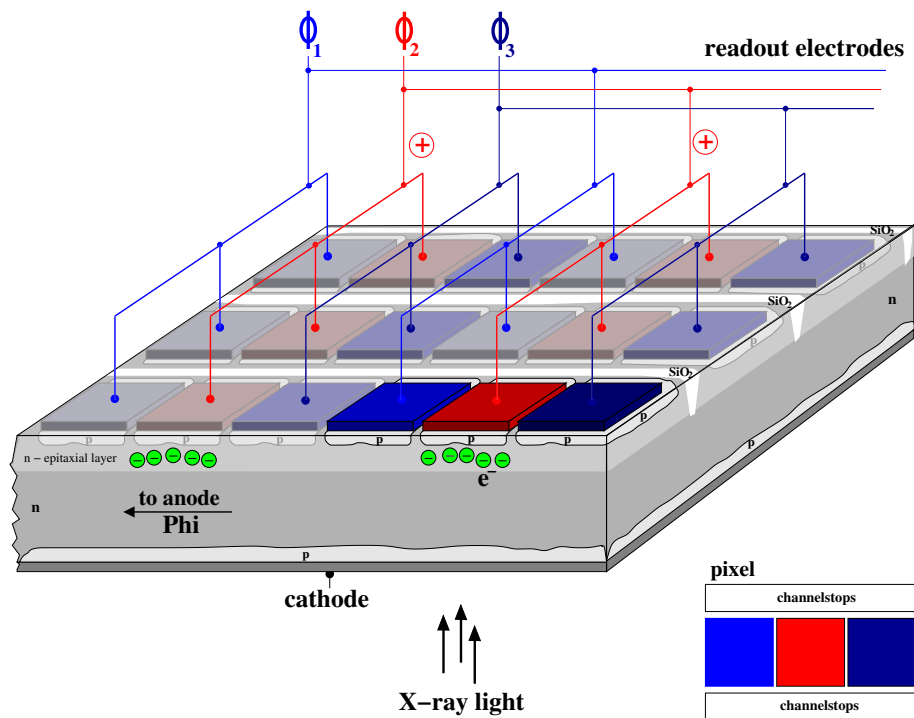 Φ1 Φ2 Φ3
readout electrodes
+ +
SiO2
p p p
n
SiO2
SiO2
p
p p p p p p
n − epitaxial layer
− − − − − − − − − −
e−
n
to anode
Phi
p
p
cathode
X−ray light
pixel
channelstops
channelstops